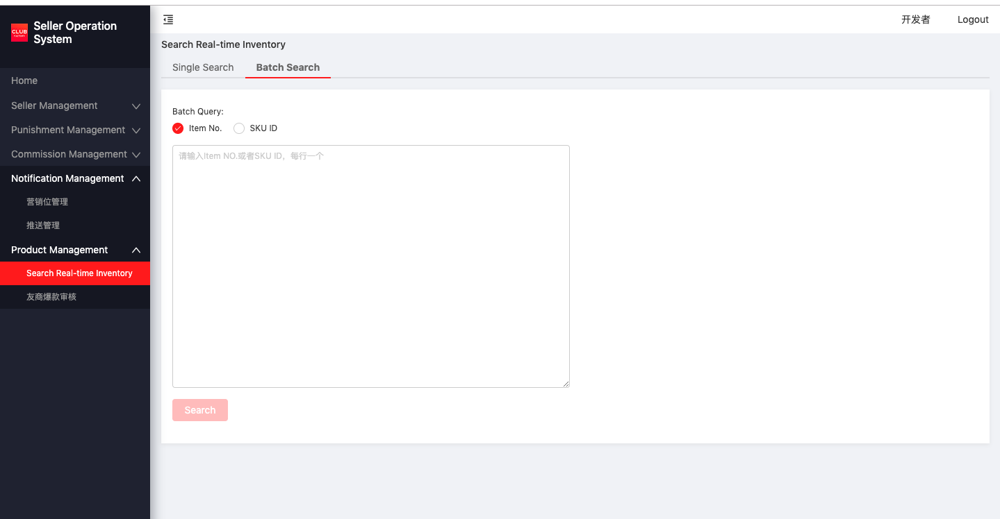 CLUB
FACTORY
Seller Operation
System
开发者
Logout
Home
Seller Management
Punishment Management
Commission Management
Notification Management
营销位管理
推送管理
Product Management
Search Real-time Inventory
友商爆款审核
Search Real-time Inventory
Single Search
Batch Search
Batch Query:
Item No.
SKU ID
请输入Item NO.或者SKU ID，每行一个
Search